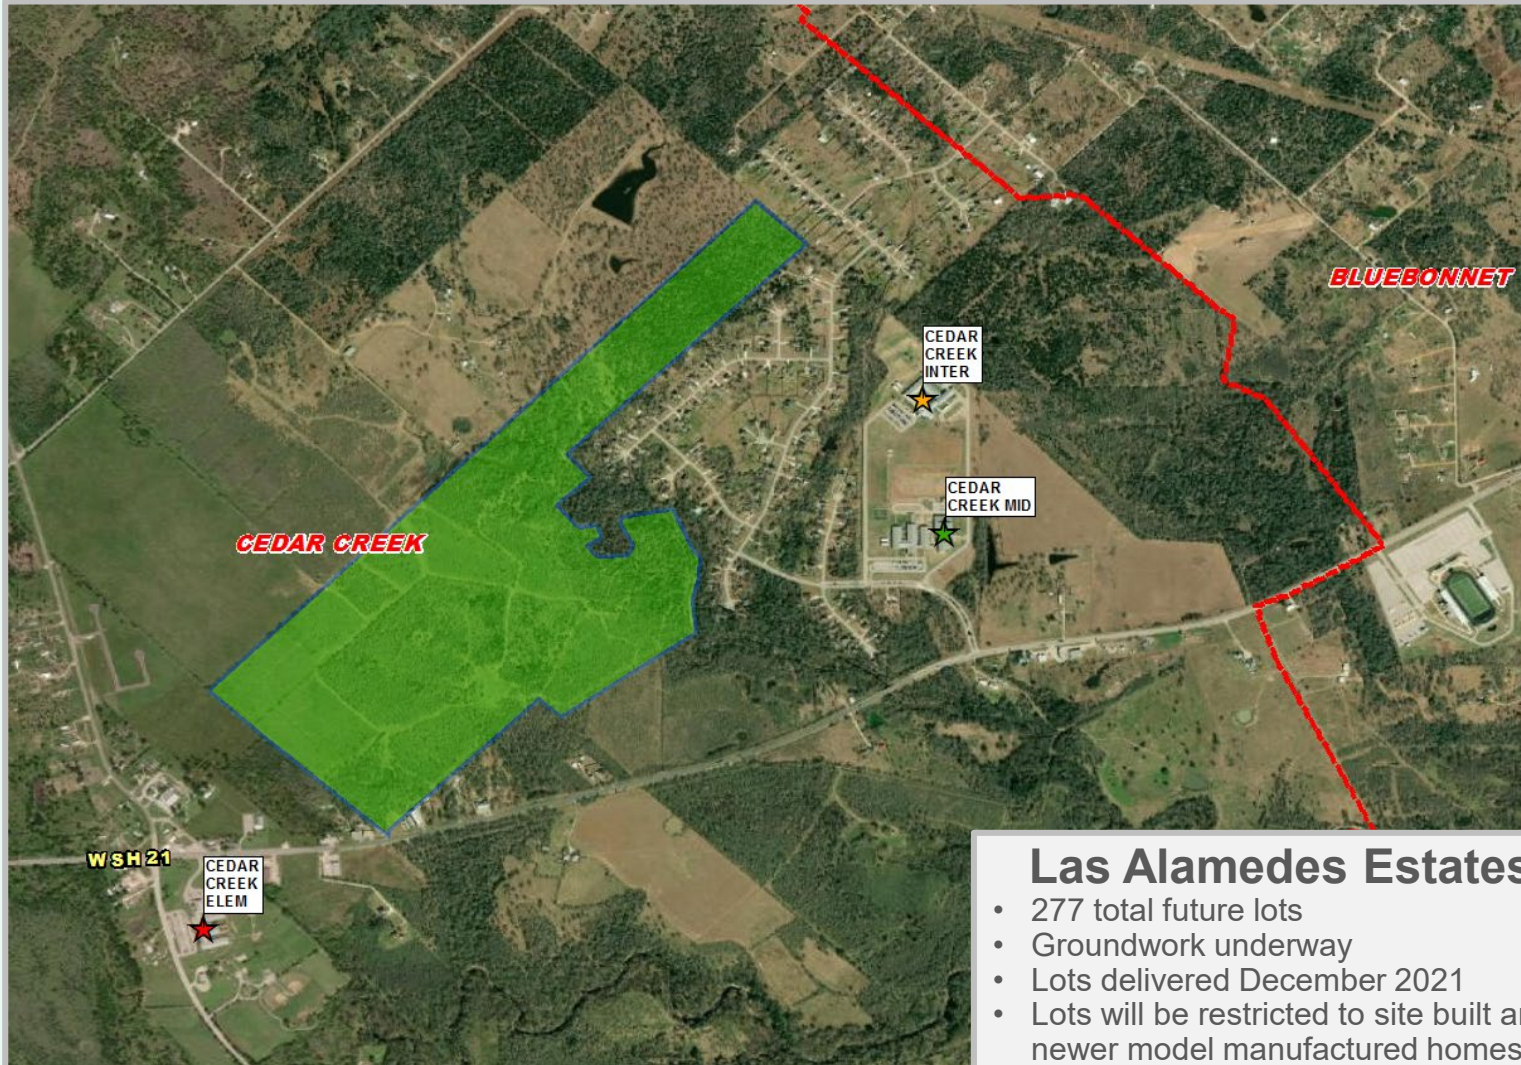 BLUEBONNET
CEDAR
CREEK
INTER
CEDAR
CREEK MID
CEDAR CREEK
W SH 21
CEDAR
CREEK
ELEM
Las Alamedes Estates
• 277 total future lots
• Groundwork underway
• Lots delivered December 2021
• Lots will be restricted to site built
newer model manufactured homes